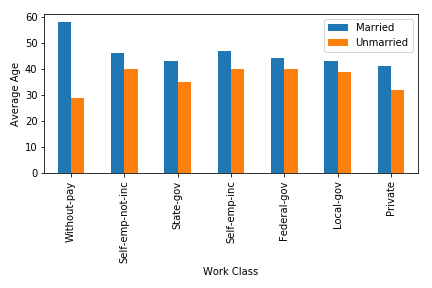 60
50
40
30
20
10
0
Average Age
Married
Unmarried
Without-pay
Self-emp-not-inc
State-gov
Self-emp-inc
Federal-gov
Local-gov
Private
Work Class